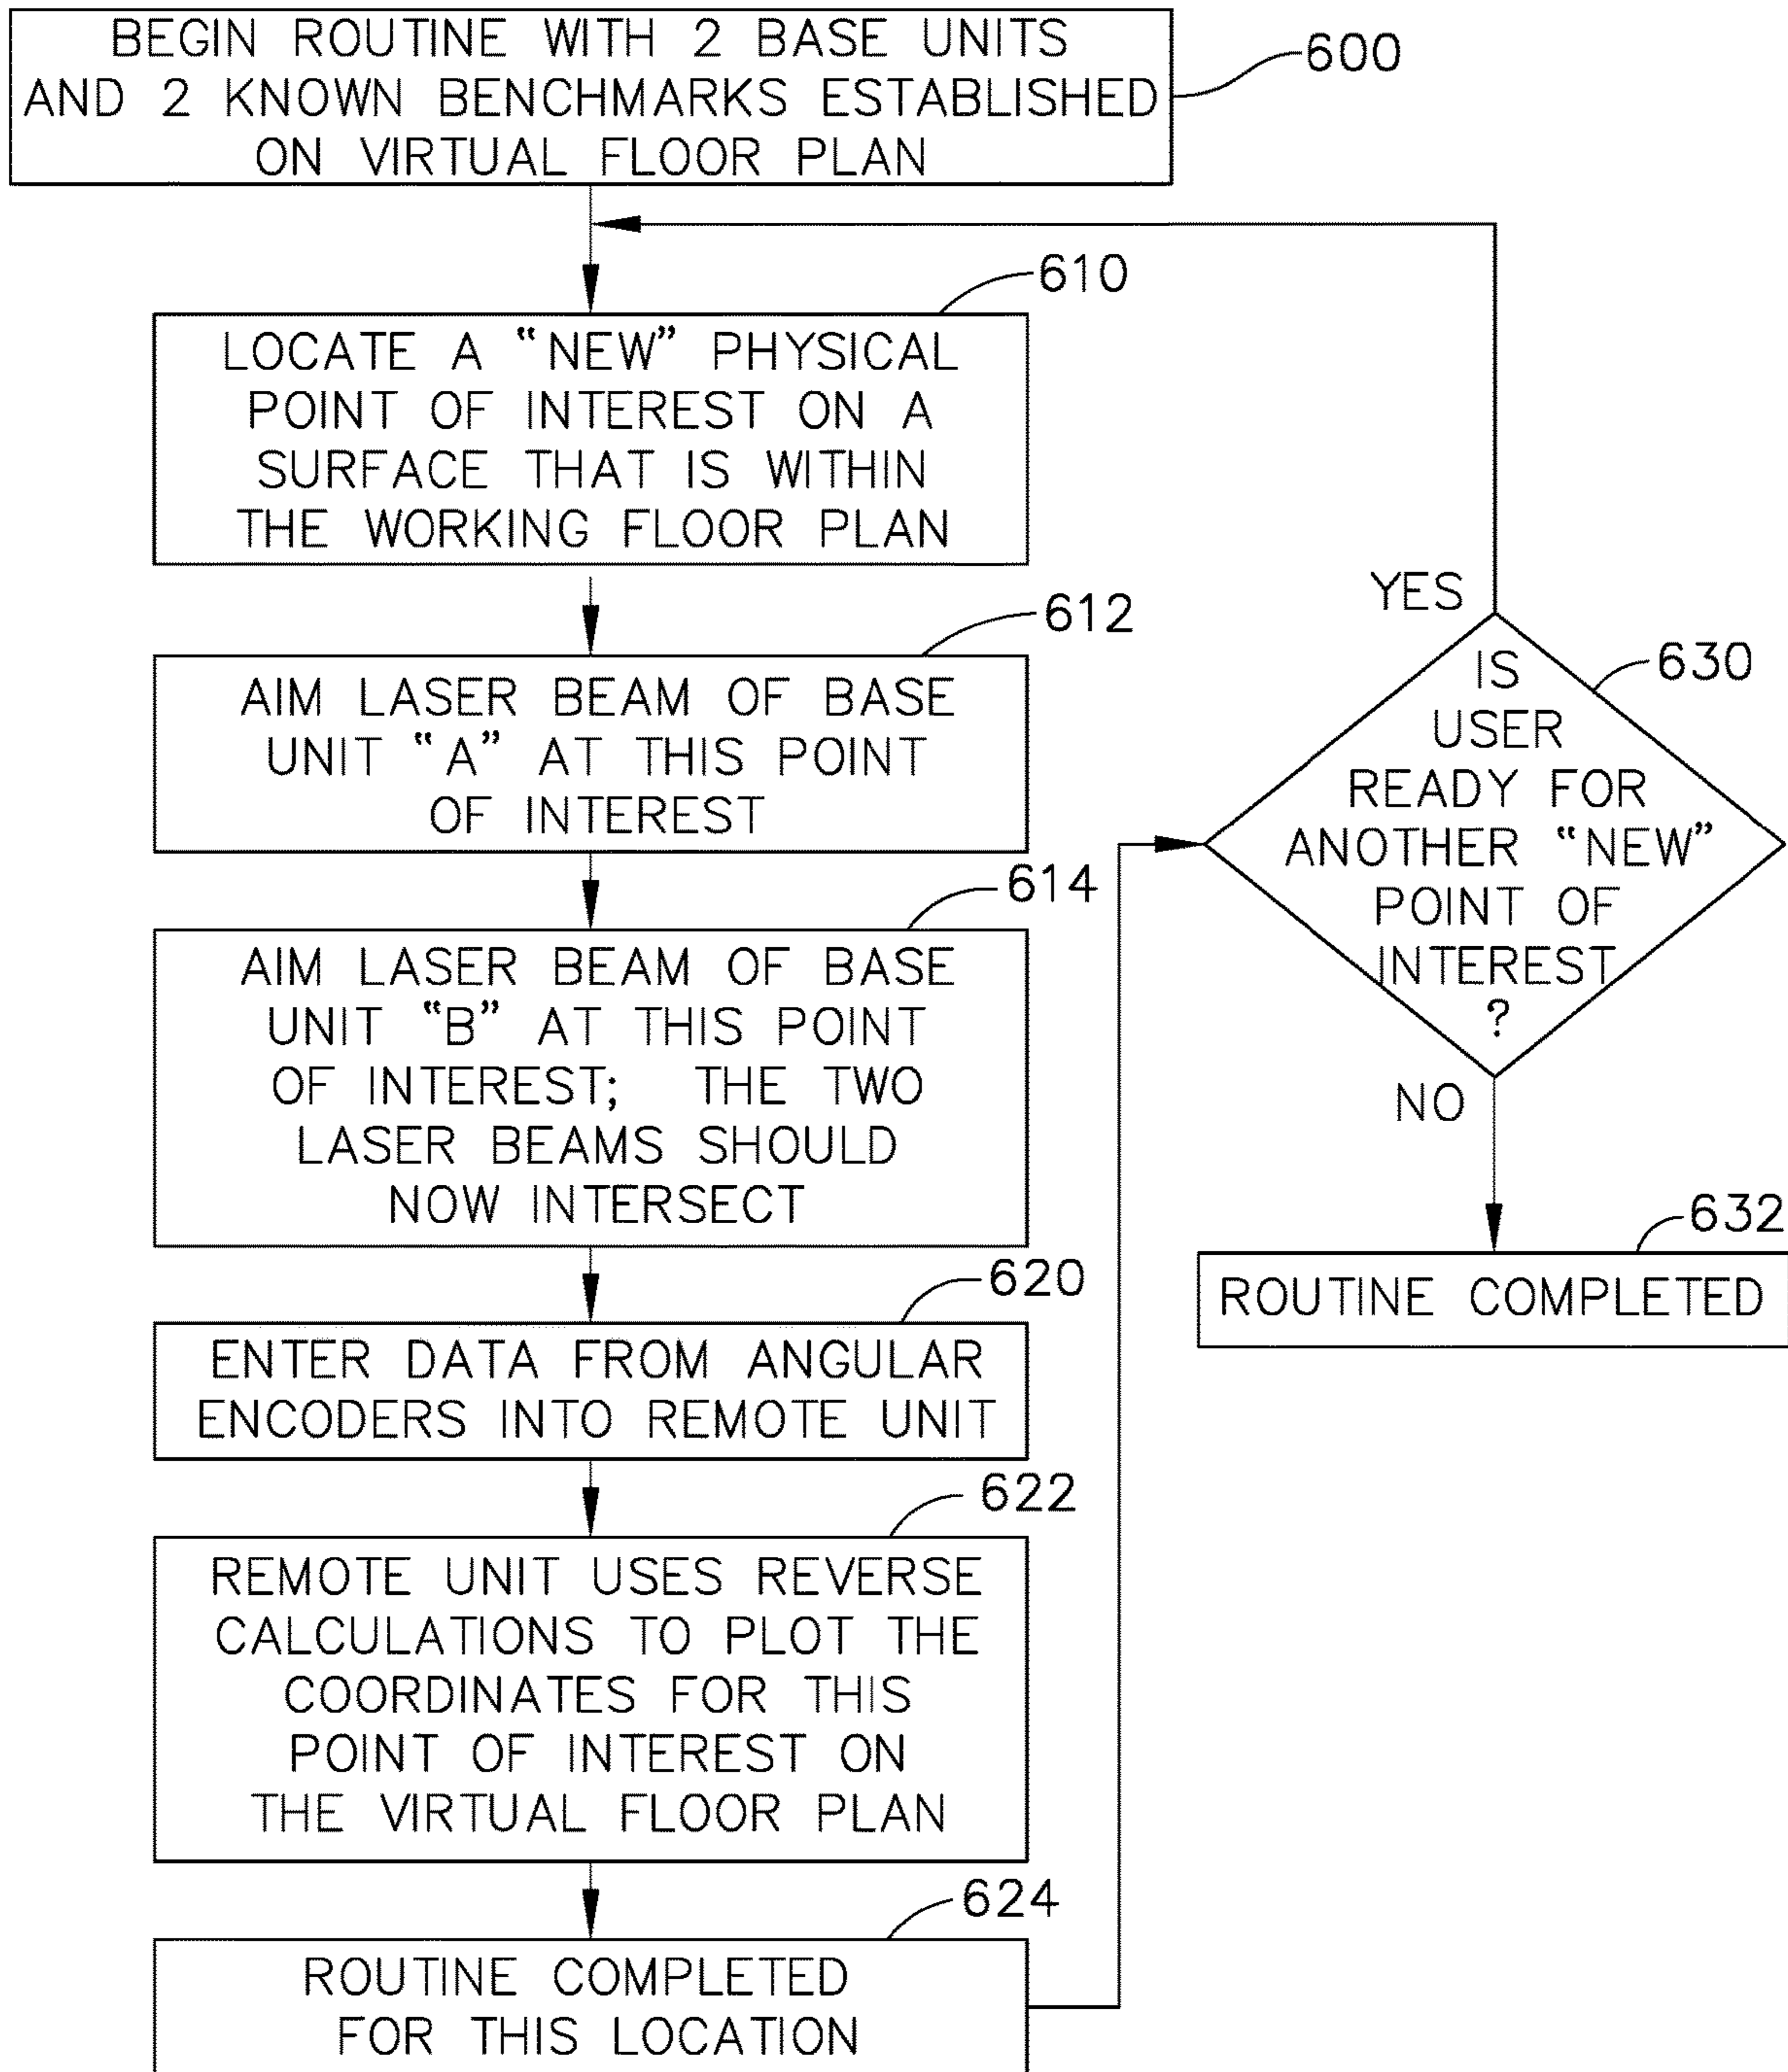 BEGIN ROUTINE WITH 2 BASE UNITS
AND 2 KNOWN BENCHMARKS ESTABLISHED
ON VIRTUAL FLOOR PLAN
600
610
LOCATE A “NEW” PHYSICAL
POINT OF INTEREST ON A
SURFACE THAT IS WITHIN
THE WORKING FLOOR PLAN
612
AIM LASER BEAM OF BASE
UNIT “A” AT THIS POINT
OF INTEREST
614
AIM LASER BEAM OF BASE
UNIT “B” AT THIS POINT
OF INTEREST; THE TWO
LASER BEAMS SHOULD
NOW INTERSECT
620
ENTER DATA FROM ANGULAR
ENCODERS INTO REMOTE UNIT
622
REMOTE UNIT USES REVERSE
CALCULATIONS TO PLOT THE
COORDINATES FOR THIS
POINT OF INTEREST ON
THE VIRTUAL FLOOR PLAN
624
ROUTINE COMPLETED
FOR THIS LOCATION
YES
630
IS
USER
READY FOR
ANOTHER “NEW”
POINT OF
INTEREST
?
NO
632
ROUTINE COMPLETED